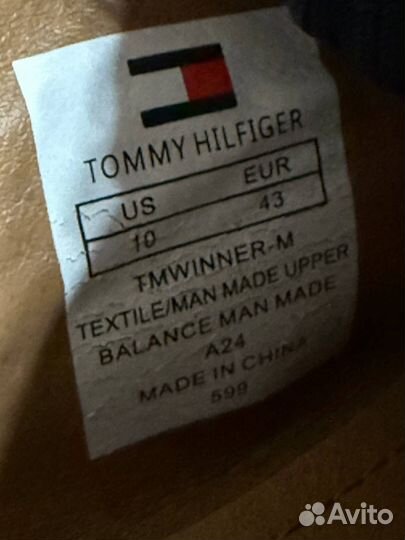 TOMMY HILFIGER
US EUR
10 43
TMWINNER-M
TEXTILE/MAN MADE UPPER
BALANCE MAN MADE
A24
MADE IN CHINA
599
Avito